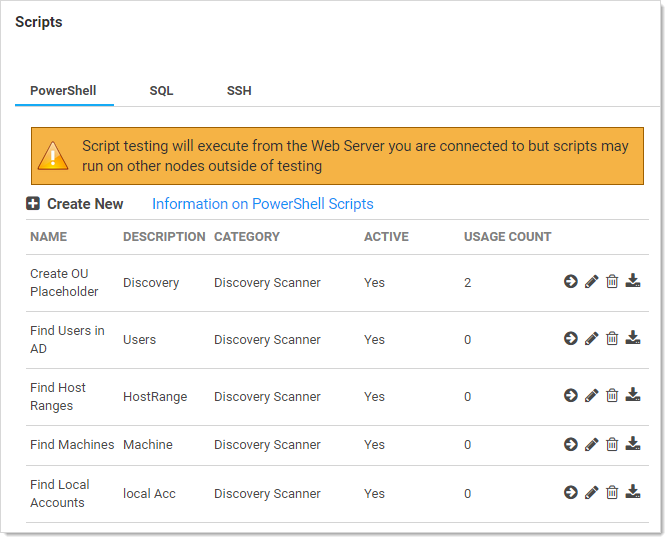 Scripts
PowerShell SQL SSH
Script testing will execute from the Web Server you are connected to but scripts may
run on other nodes outside of testing
Create New Information on PowerShell Scripts
NAME DESCRIPTION CATEGORY ACTIVE USAGE COUNT
Create OU
Placeholder Discovery Discovery Scanner Yes 2
Find Users in
AD Users Discovery Scanner Yes 0
Find Host
Ranges HostRange Discovery Scanner Yes 0
Find Machines Machine Discovery Scanner Yes 0
Find Local
Accounts local Acc Discovery Scanner Yes 0